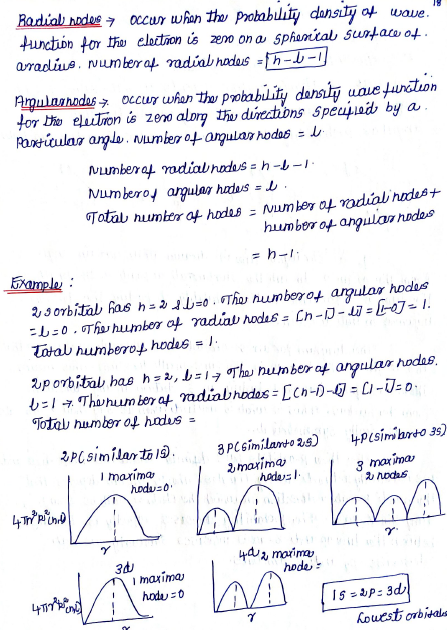 18
Radial nodes → occur when the probability density of wave.
function for the electron is zero on a spherical surface of.
aradius. Number of radial nodes = n-l-1
Angular nodes → occur when the probability density wave function
for the electron is zero along the directions specified by a.
Particular angle. Number of angular nodes = l.
Number of radial nodes = n-l-1.
Number of angular nodes = l.
Total number of nodes = Number of radial nodes +
number of angular nodes
= n-1.
Example :
2s orbital has n=2 & l=0. The number of angular nodes
=l=0. The number of radial nodes = [n-1]-l] = [1-0] = 1.
Total number of nodes = 1.
2p orbital has n=2, l=1 → The number of angular nodes.
l=1 → The number of radial nodes = [(n-1)-l] = [1-1] = 0.
Total number of nodes =
2P(similar to 1s).
1 maxima
node=0
4πr²ψ²(nr)
r
3P(similar to 2s)
2 maxima
node=1
4P(similar to 3s)
3 maxima
2 nodes
r.
3d
1 maxima
node=0
4πr²ψ²(nr)
r
4d 2 maxima
node =
r
1s = 2p = 3d
Lowest orbitals